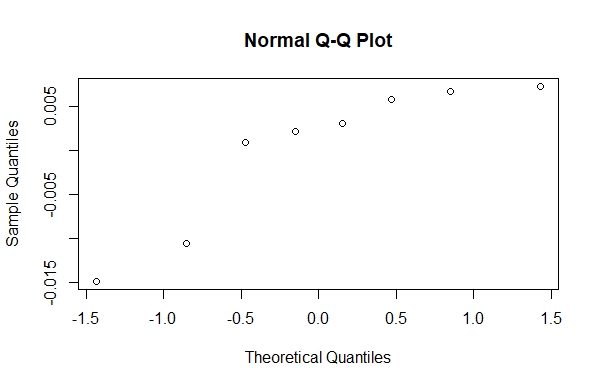 Normal Q-Q Plot
0.005
-0.005
-0.015
Sample Quantiles
-1.5 -1.0 -0.5 0.0 0.5 1.0 1.5
Theoretical Quantiles